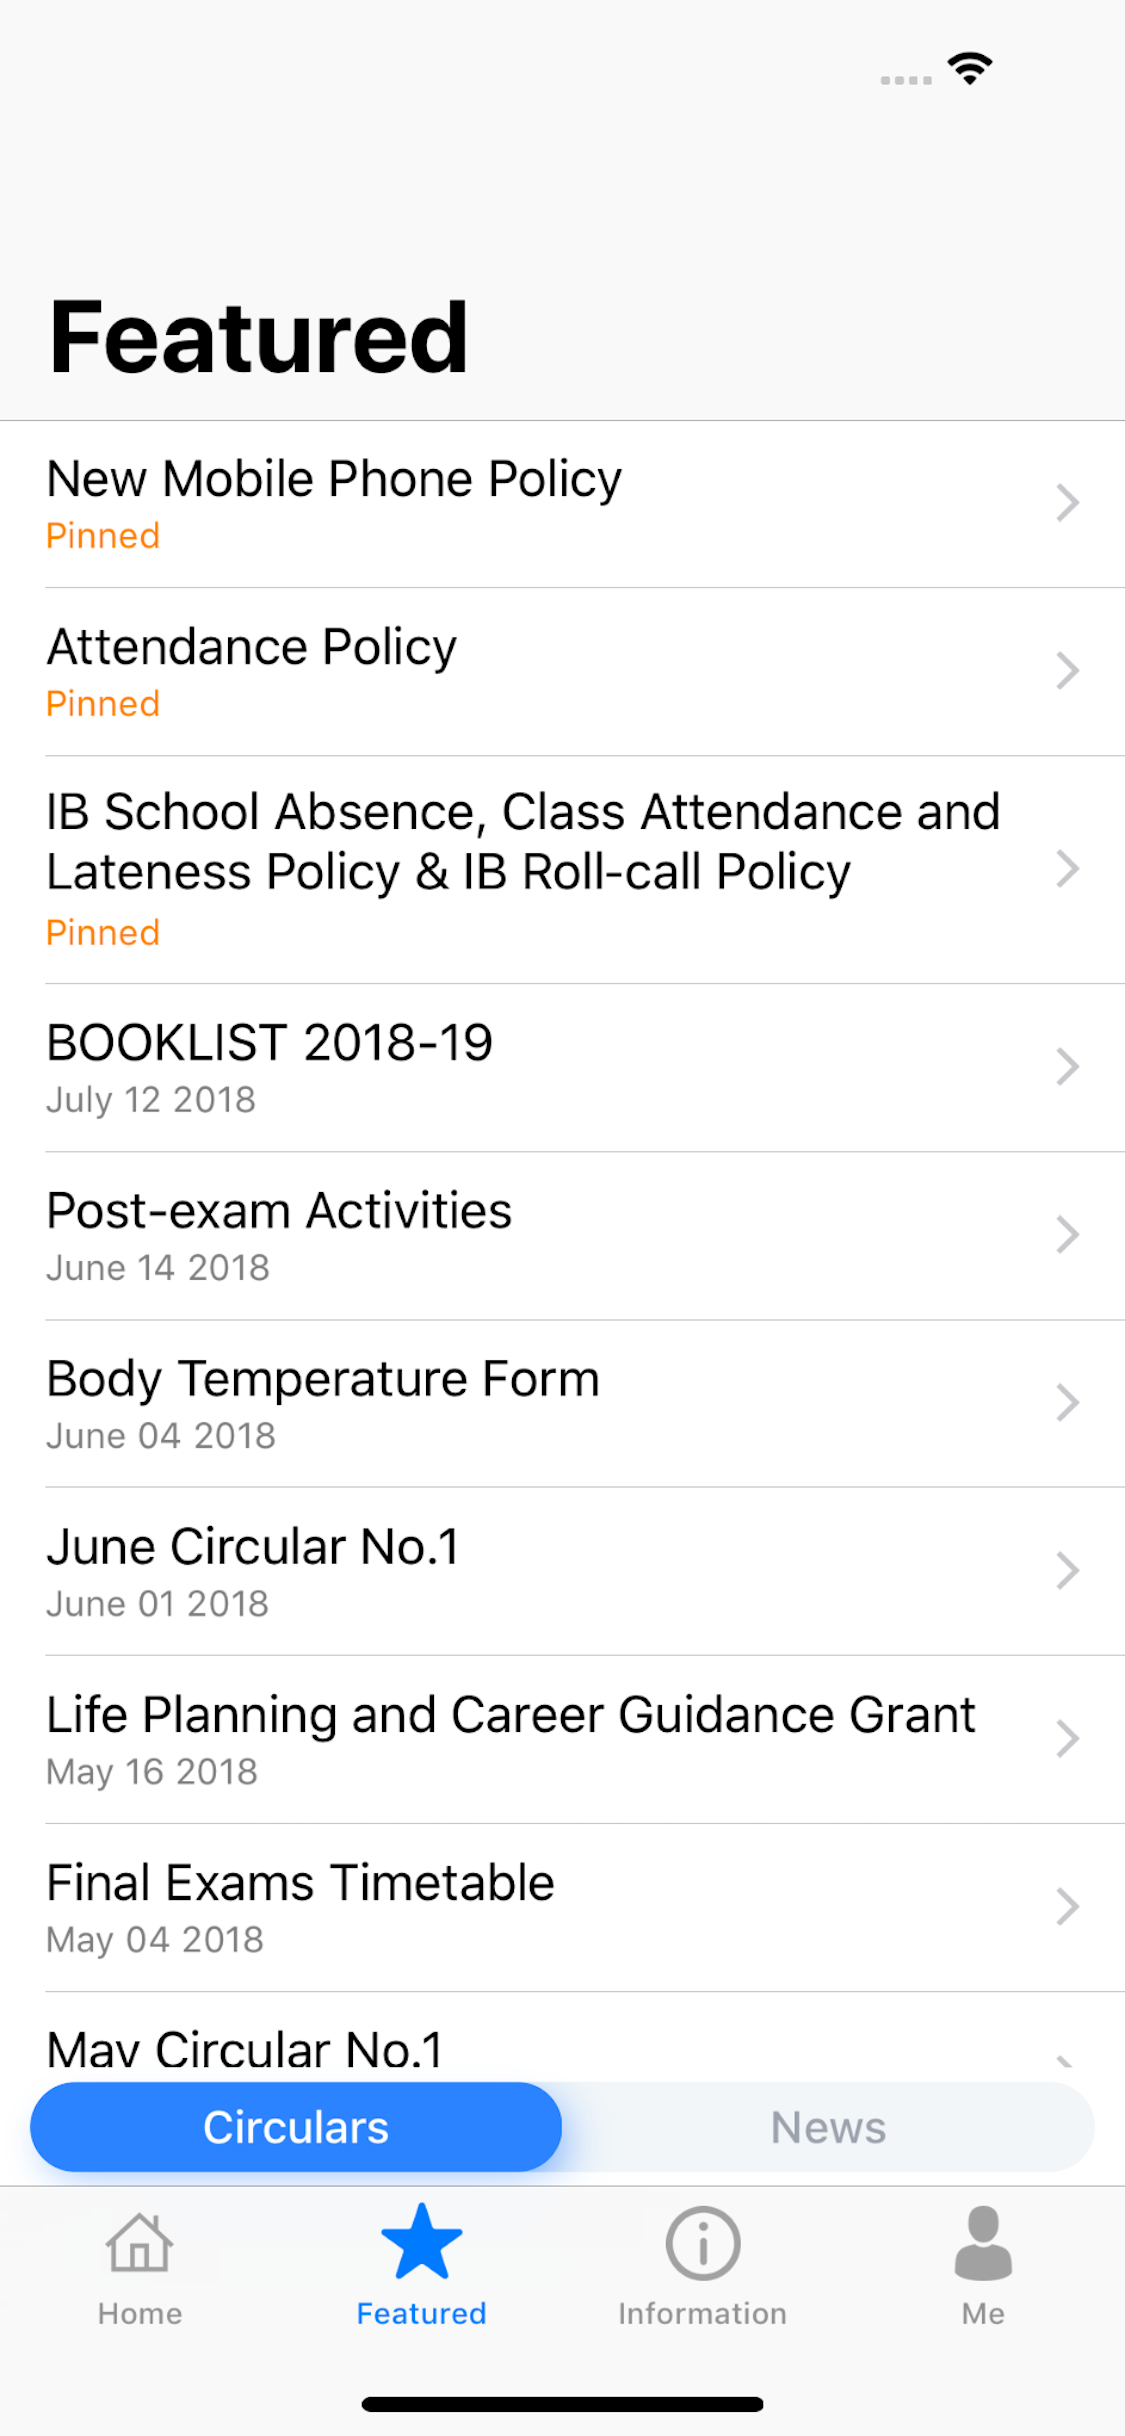 Featured
New Mobile Phone Policy
Pinned
Attendance Policy
Pinned
IB School Absence, Class Attendance and
Lateness Policy & IB Roll-call Policy
Pinned
BOOKLIST 2018-19
July 12 2018
Post-exam Activities
June 14 2018
Body Temperature Form
June 04 2018
June Circular No.1
June 01 2018
Life Planning and Career Guidance Grant
May 16 2018
Final Exams Timetable
May 04 2018
May Circular No.1
Circulars
News
Home
Featured
Information
Me